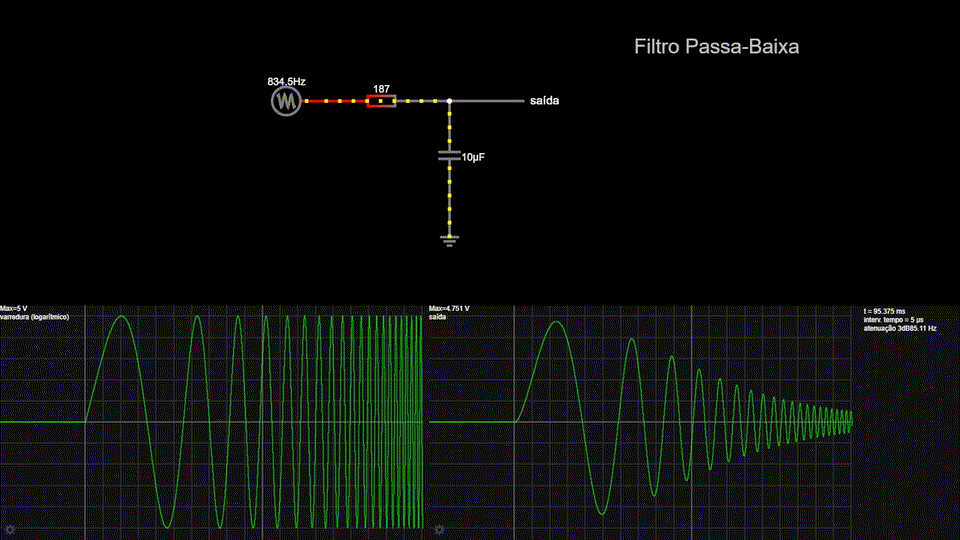 Filtro Passa-Baixa
834.5Hz
187
saída
10μF
Max=5 V
varredura (logarítmico)
Max=4.751 V
saída
t = 95.375 ms
interv. tempo = 5 μs
atenuação 3dB85.11 Hz